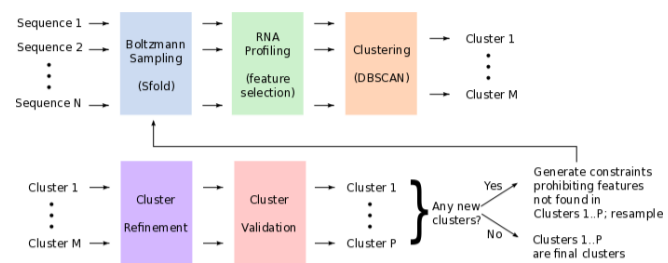 Sequence 1
Sequence 2
Sequence N
Boltzmann
Sampling
(Sfold)
RNA
Profiling
(feature
selection)
Clustering
(DBSCAN)
Cluster 1
Cluster M
Cluster 1
Cluster M
Cluster
Refinement
Cluster
Validation
Cluster 1
Cluster P
Any new
clusters?
Yes
No
Generate constraints
prohibiting features
not found in
Clusters 1..P; resample
Clusters 1..P
are final clusters